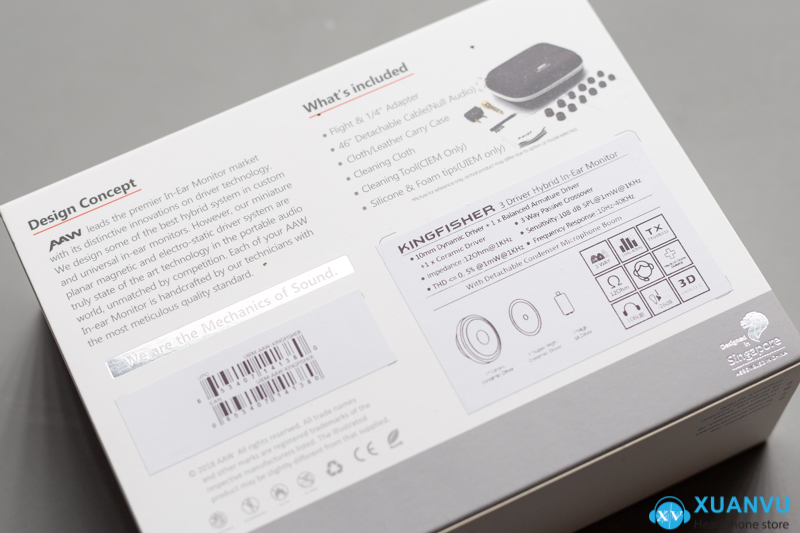 Design Concept
AAW leads the premier In-Ear Monitor market
with its distinctive innovations on driver technology.
We design some of the best hybrid system in custom
and universal in-ear monitors. However, our miniature
planar magnetic and electro-static driver system are
truly state of the art technology in the portable audio
world, unmatched by competition. Each of your AAW
In-ear Monitor is handcrafted by our technicians with
the most meticulous quality standard.
We are the Mechanics of Sound.
© 2018 AAW. All rights reserved. All trade names
and other marks are registered trademarks of the
respective manufacturers listed. The illustrated
product may be slightly different from that supplied.
CE
What's included
• Flight & 1/4" Adapter
• 46" Detachable Cable(Null Audio)
• Cloth/Leather Carry Case
• Cleaning Cloth
• Cleaning Tool(CIEM Only)
• Silicone & Foam tips(UIEM only)
KINGFISHER 3 Driver Hybrid In-Ear Monitor
• 10mm Dynamic Driver + 1 x Balanced Armature Driver
+ 1 x Ceramic Driver • 3 Way Passive Crossover
• Impedance :12Ohm@1KHz • Sensitivity :108 dB SPL@1mW@1KHz
• THD <= 0. 5% @1mW@1KHz • Frequency Response :10Hz-40KHz
With Detachable Condenser Microphone Boom
TX
12Ohm
3D
-26dB
Designed
in
Singapore
XUANVU
Headphone store